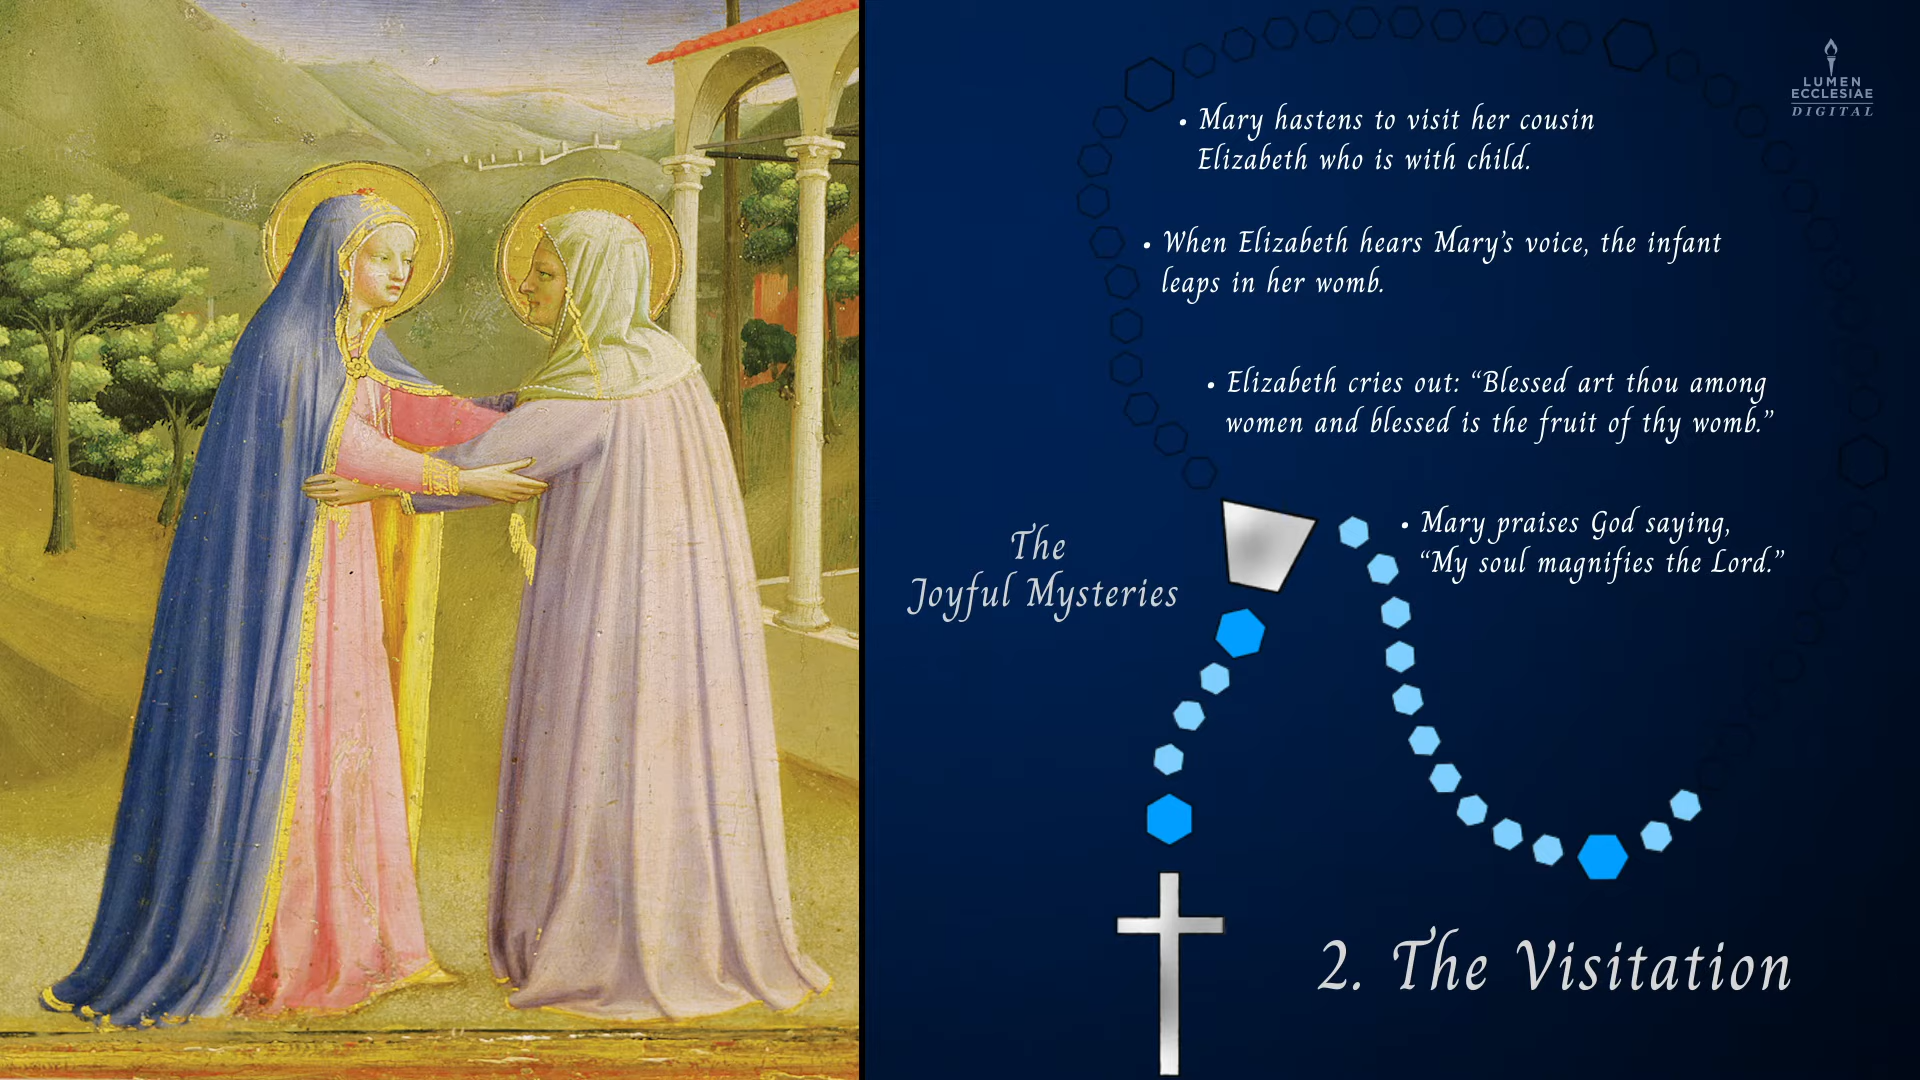 LUMEN
ECCLESIAE
DIGITAL
• Mary hastens to visit her cousin
Elizabeth who is with child.
• When Elizabeth hears Mary’s voice, the infant
leaps in her womb.
• Elizabeth cries out: “Blessed art thou among
women and blessed is the fruit of thy womb.”
• Mary praises God saying,
“My soul magnifies the Lord.”
The
Joyful Mysteries
2. The Visitation